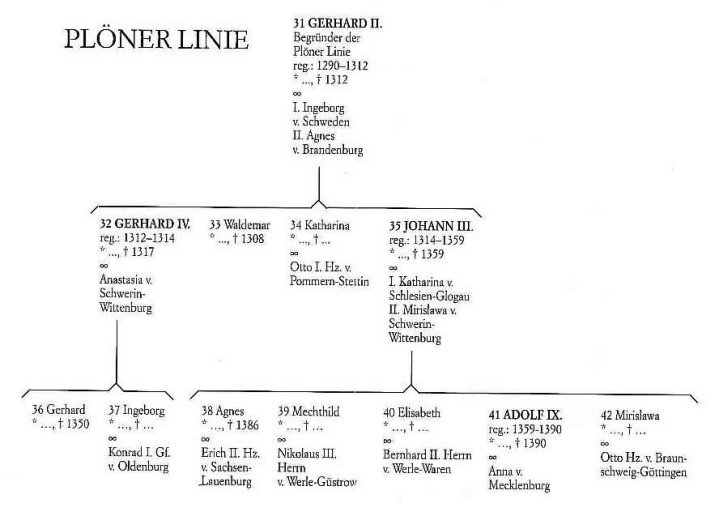 PLÖNER LINIE
31 GERHARD II.
Begründer der
Plöner Linie
reg.: 1290–1312
* ..., † 1312
∞
I. Ingeborg
v. Schweden
II. Agnes
v. Brandenburg
32 GERHARD IV.
reg.: 1312–1314
* ..., † 1317
∞
Anastasia v.
Schwerin-
Wittenburg
33 Waldemar
* ..., † 1308
34 Katharina
* ..., † ...
∞
Otto I. Hz. v.
Pommern-Stettin
35 JOHANN III.
reg.: 1314–1359
* ..., † 1359
∞
I. Katharina v.
Schlesien-Glogau
II. Mirislawa v.
Schwerin-
Wittenburg
36 Gerhard
* ..., † 1350
37 Ingeborg
* ..., † ...
∞
Konrad I. Gf.
v. Oldenburg
38 Agnes
* ..., † 1386
∞
Erich II. Hz.
v. Sachsen-
Lauenburg
39 Mechthild
* ..., † ...
∞
Nikolaus III.
Herrn
v. Werle-Güstrow
40 Elisabeth
* ..., † ...
∞
Bernhard II. Herrn
v. Werle-Waren
41 ADOLF IX.
reg.: 1359-1390
* ..., † 1390
∞
Anna v.
Mecklenburg
42 Mirislawa
* ..., † ...
∞
Otto Hz. v. Braun-
schweig-Göttingen